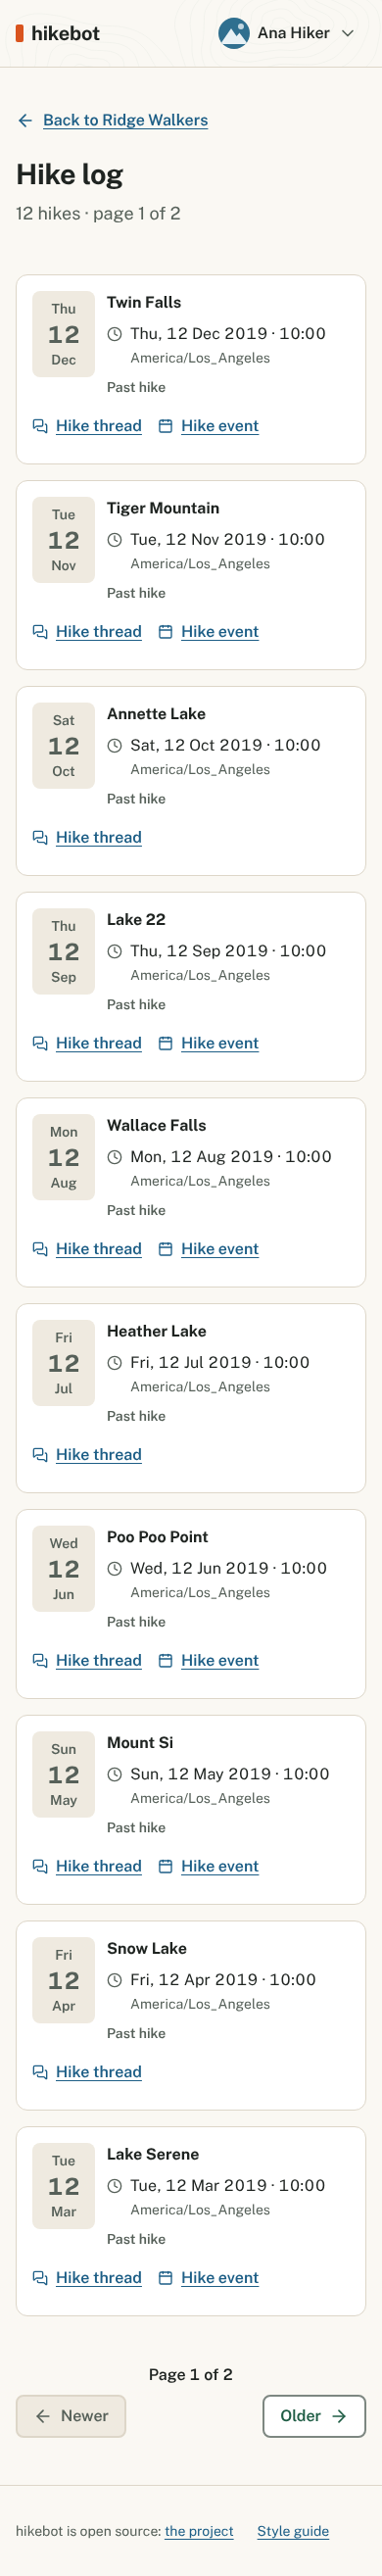 hikebot
Ana Hiker
Back to Ridge Walkers
Hike log
12 hikes · page 1 of 2
Thu
12
Dec
Twin Falls
Thu, 12 Dec 2019 · 10:00
America/Los_Angeles
Past hike
Hike thread Hike event
Tue
12
Nov
Tiger Mountain
Tue, 12 Nov 2019 · 10:00
America/Los_Angeles
Past hike
Hike thread Hike event
Sat
12
Oct
Annette Lake
Sat, 12 Oct 2019 · 10:00
America/Los_Angeles
Past hike
Hike thread
Thu
12
Sep
Lake 22
Thu, 12 Sep 2019 · 10:00
America/Los_Angeles
Past hike
Hike thread Hike event
Mon
12
Aug
Wallace Falls
Mon, 12 Aug 2019 · 10:00
America/Los_Angeles
Past hike
Hike thread Hike event
Fri
12
Jul
Heather Lake
Fri, 12 Jul 2019 · 10:00
America/Los_Angeles
Past hike
Hike thread
Wed
12
Jun
Poo Poo Point
Wed, 12 Jun 2019 · 10:00
America/Los_Angeles
Past hike
Hike thread Hike event
Sun
12
May
Mount Si
Sun, 12 May 2019 · 10:00
America/Los_Angeles
Past hike
Hike thread Hike event
Fri
12
Apr
Snow Lake
Fri, 12 Apr 2019 · 10:00
America/Los_Angeles
Past hike
Hike thread
Tue
12
Mar
Lake Serene
Tue, 12 Mar 2019 · 10:00
America/Los_Angeles
Past hike
Hike thread Hike event
Page 1 of 2
Newer Older
hikebot is open source: the project Style guide